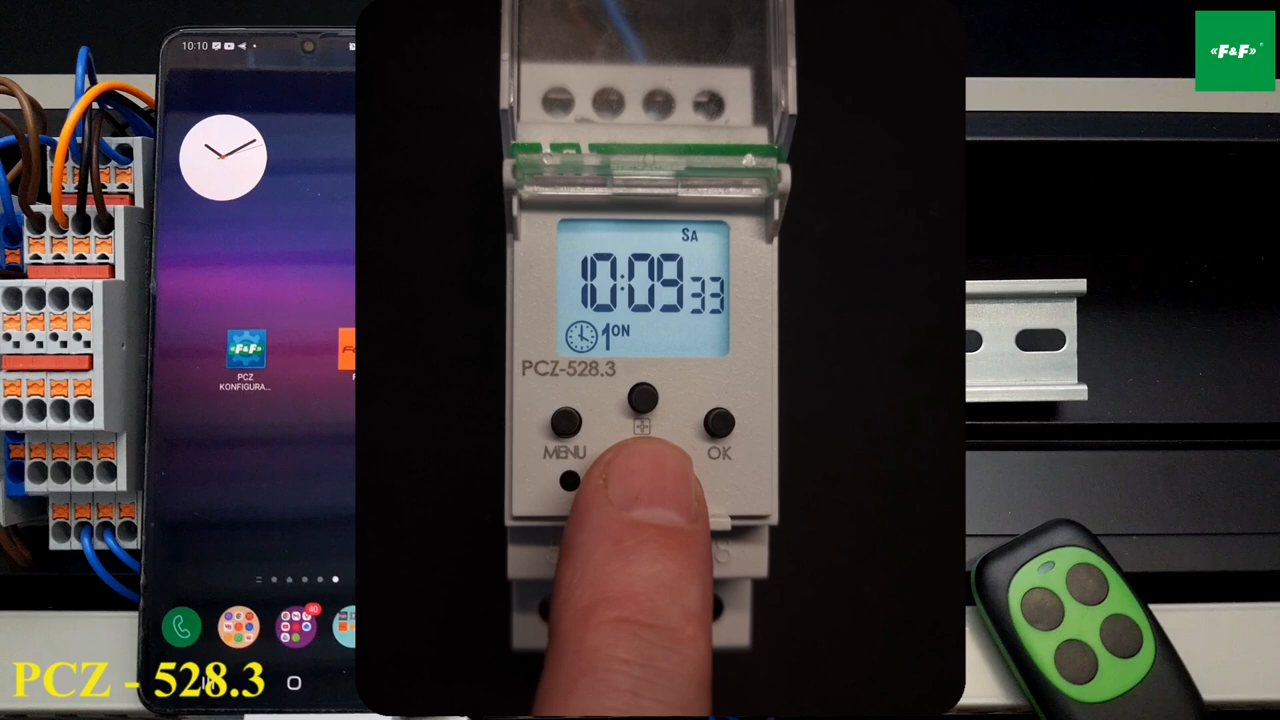 10:10
«F&F»
SA
10:09 33
1 ON
PCZ-528.3
MENU
OK
«F&F»
PCZ
KONFIGURA...
40
PCZ - 528.3